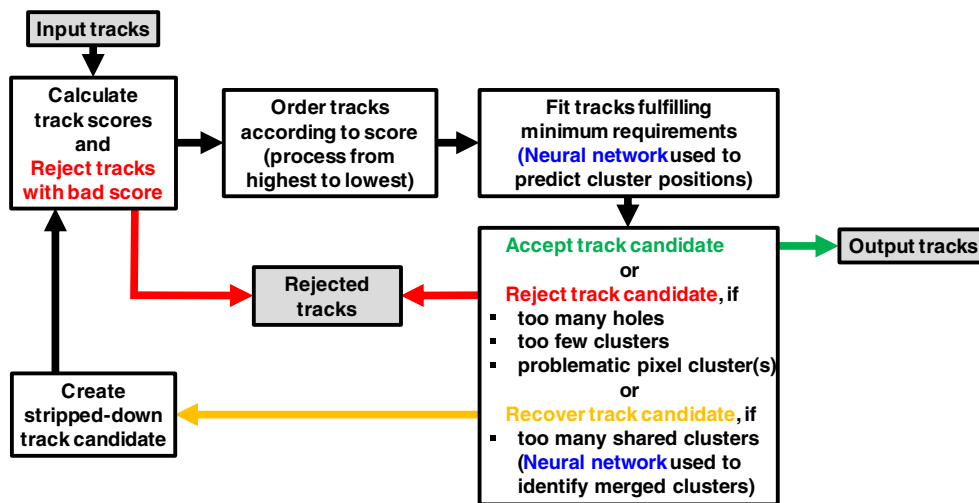 Input tracks
Calculate
track scores
and
Reject tracks
with bad score
Order tracks
according to score
(process from
highest to lowest)
Fit tracks fulfilling
minimum requirements
(Neural network used to
predict cluster positions)
Accept track candidate
or
Reject track candidate, if
▪ too many holes
▪ too few clusters
▪ problematic pixel cluster(s)
or
Recover track candidate, if
▪ too many shared clusters
(Neural network used to
identify merged clusters)
Output tracks
Rejected
tracks
Create
stripped-down
track candidate